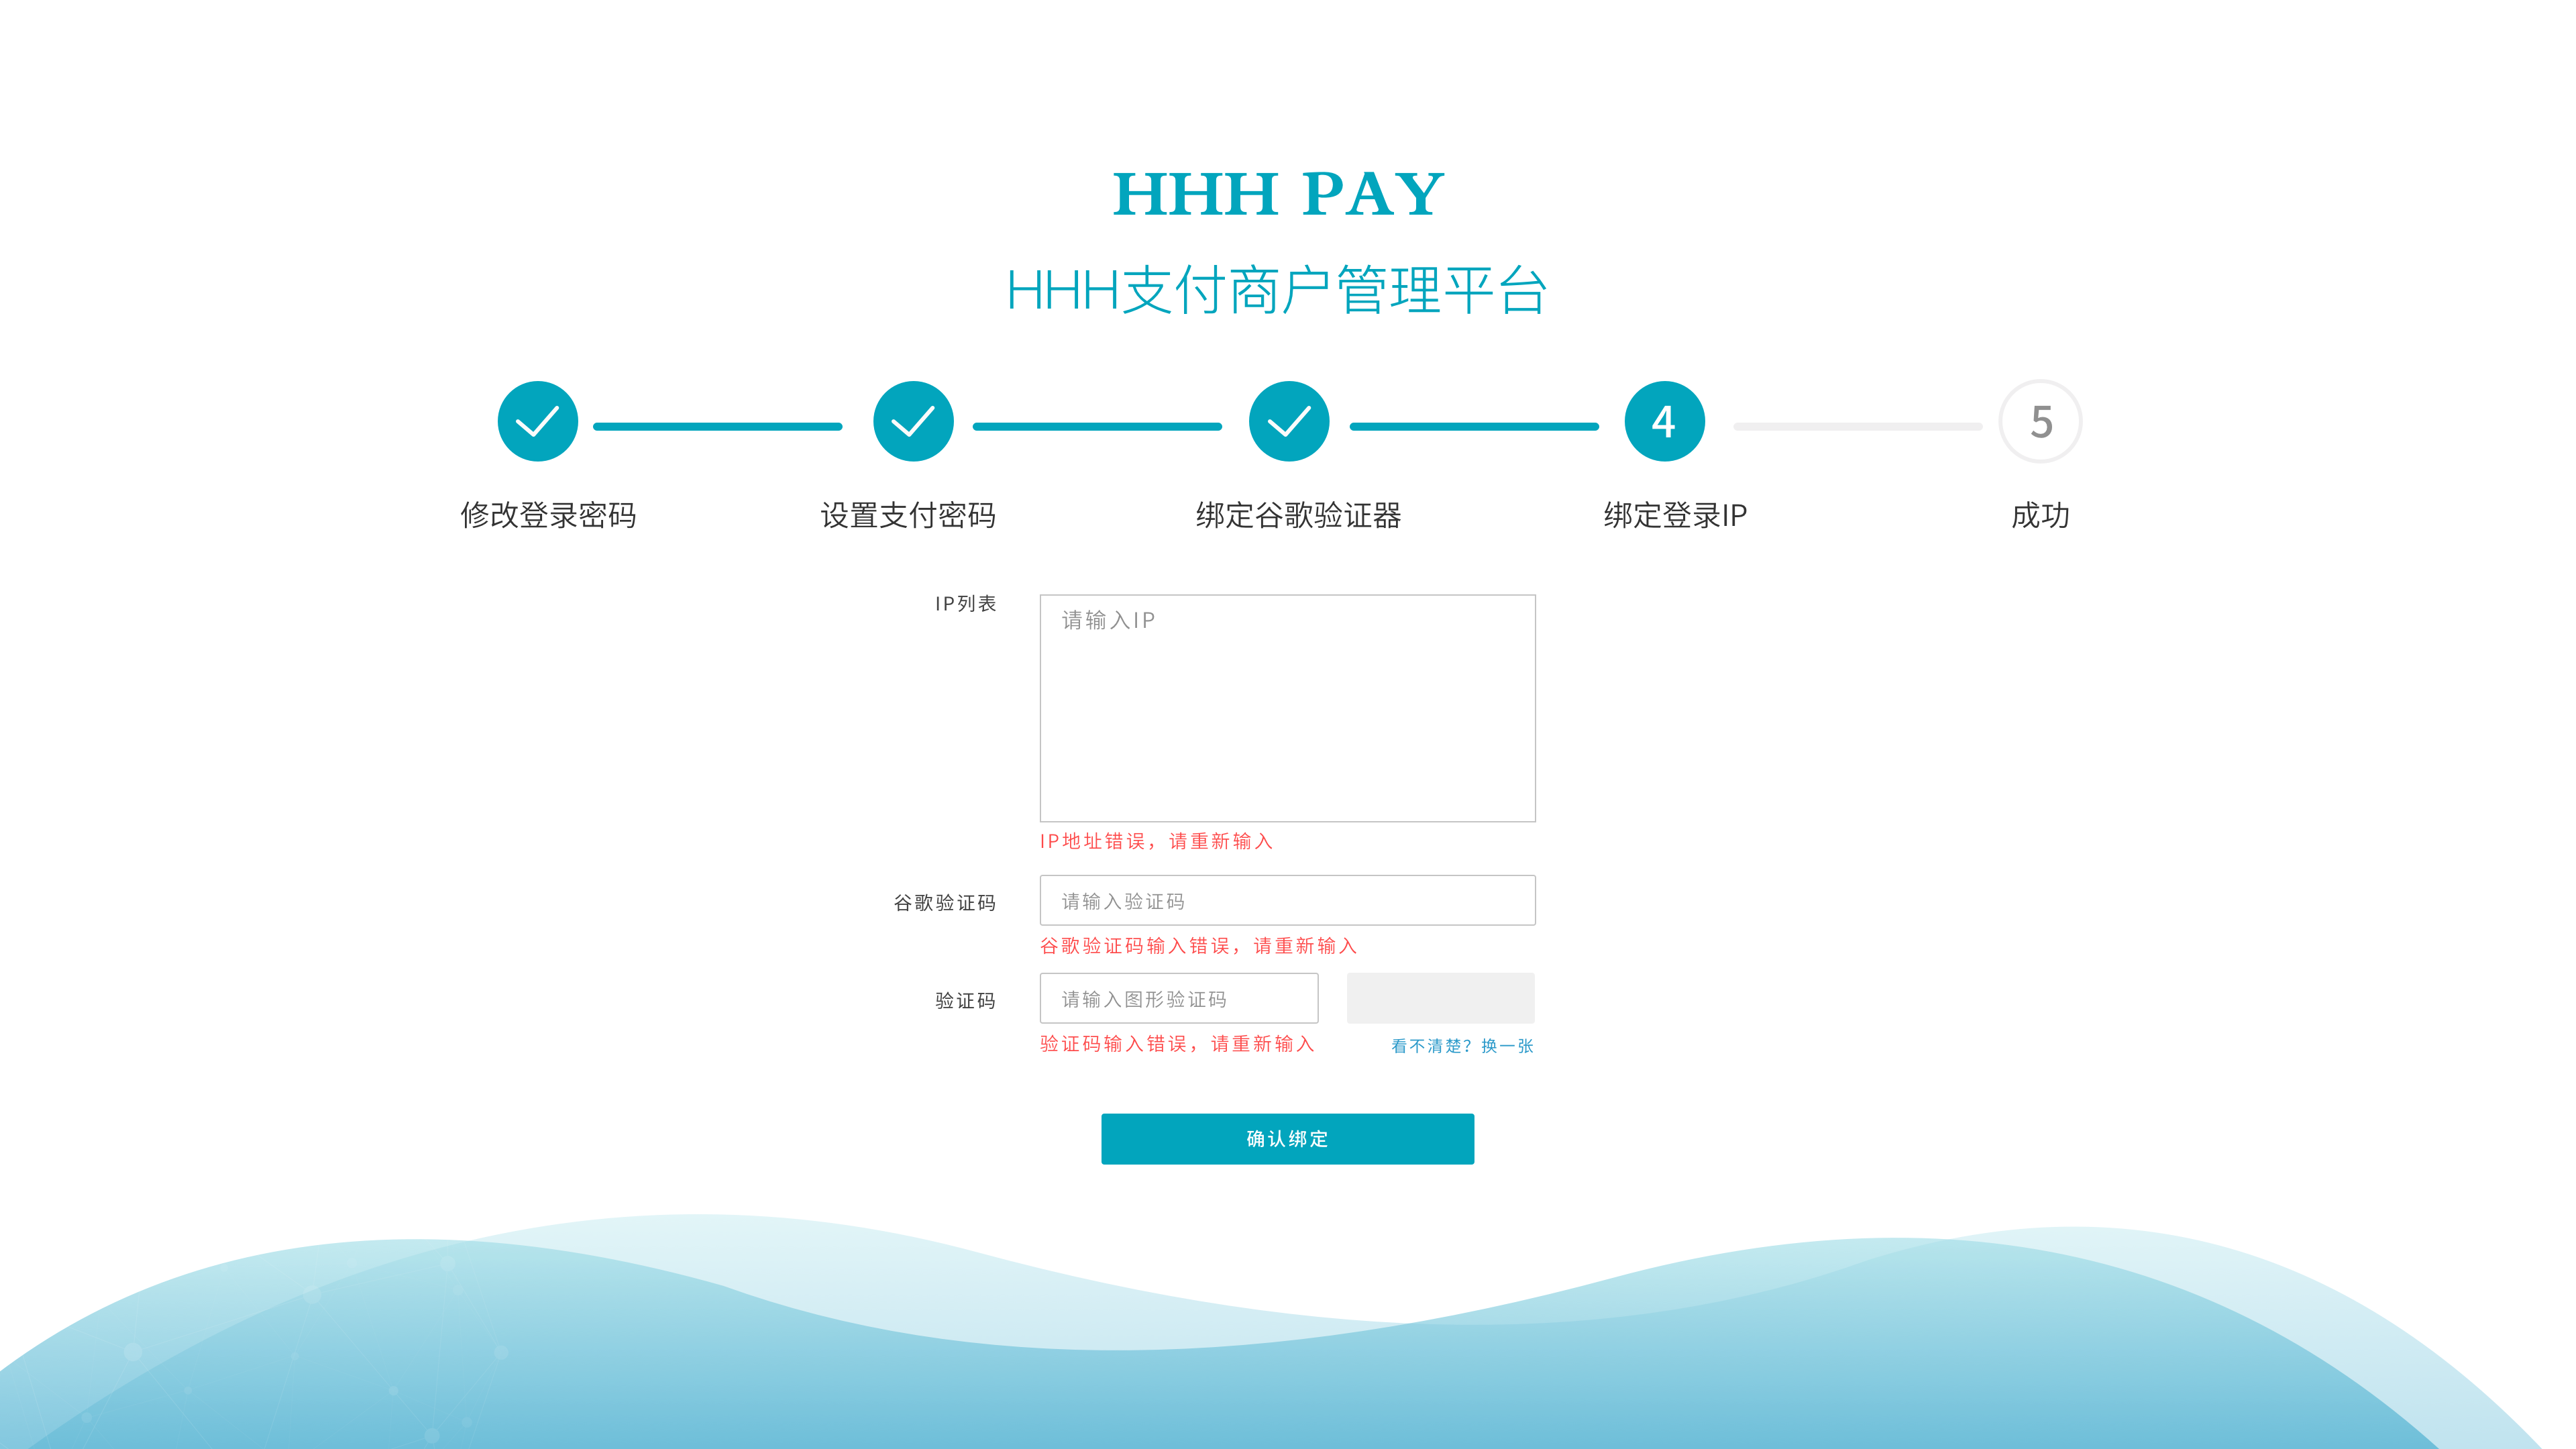 HHH PAY
HHH支付商户管理平台
4
5
修改登录密码
设置支付密码
绑定谷歌验证器
绑定登录IP
成功
IP列表
请输入IP
IP地址错误，请重新输入
谷歌验证码
请输入验证码
谷歌验证码输入错误，请重新输入
验证码
请输入图形验证码
验证码输入错误，请重新输入
看不清楚？换一张
确认绑定